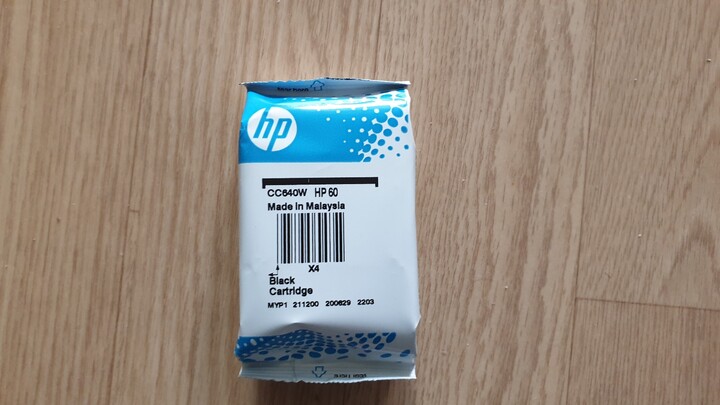 hp
CC640W HP 60
Made in Malaysia
X4
Black
Cartridge
MYP1 211200 200629 2203